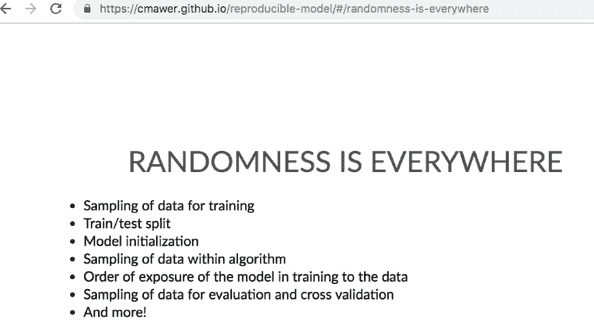 https://cmawer.github.io/reproducible-model/#/randomness-is-everywhere
RANDOMNESS IS EVERYWHERE
• Sampling of data for training
• Train/test split
• Model initialization
• Sampling of data within algorithm
• Order of exposure of the model in training to the data
• Sampling of data for evaluation and cross validation
• And more!